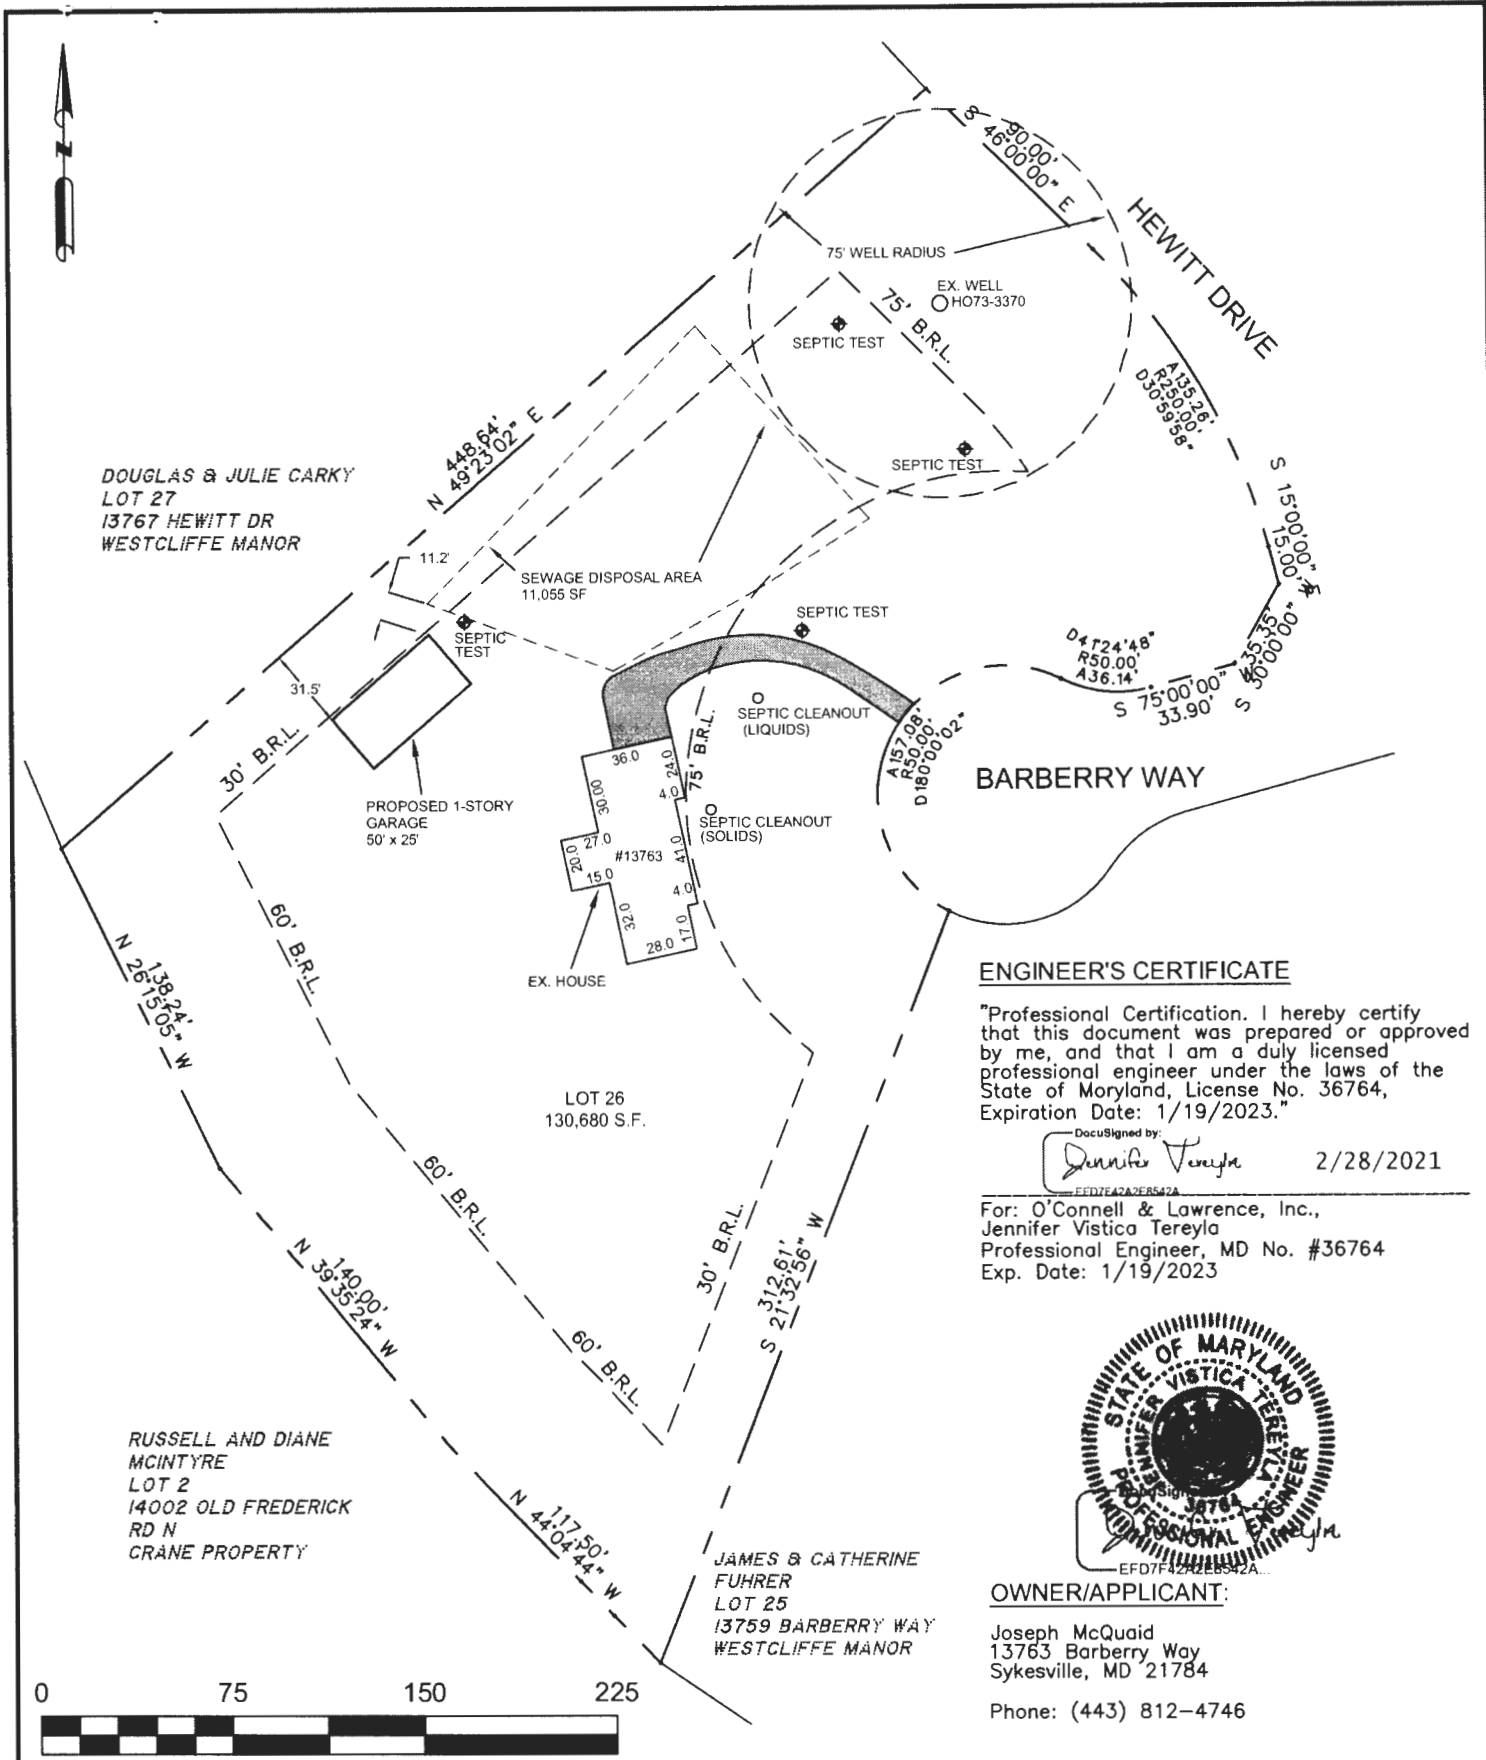 N
90.00'
S 46°00'00" E
HEWITT DRIVE
75' WELL RADIUS
EX. WELL
HO73-3370
75' B.R.L.
SEPTIC TEST
A135.26'
R250.00'
D30°59'58"
SEPTIC TEST
448.64'
N 49°23'02" E
DOUGLAS & JULIE CARKY
LOT 27
13767 HEWITT DR
WESTCLIFFE MANOR
S 15°00'00" E
15.00'
11.2'
SEWAGE DISPOSAL AREA
11,055 SF
SEPTIC
TEST
SEPTIC TEST
35.35'
S 30°00'00" W
D41°24'48"
R50.00'
A36.14'
S 75°00'00" W
33.90'
31.5'
30' B.R.L.
SEPTIC CLEANOUT
(LIQUIDS)
A157.08'
R50.00'
D180°00'02"
BARBERRY WAY
75' B.R.L.
36.0
24.0
30.00
4.0
PROPOSED 1-STORY
GARAGE
50' x 25'
SEPTIC CLEANOUT
(SOLIDS)
27.0
#13763
41.0
20.0
15.0
4.0
32.0
17.0
28.0
EX. HOUSE
60' B.R.L.
138.24'
N 26°15'05" W
ENGINEER'S CERTIFICATE
"Professional Certification. I hereby certify
that this document was prepared or approved
by me, and that I am a duly licensed
professional engineer under the laws of the
State of Moryland, License No. 36764,
Expiration Date: 1/19/2023."
LOT 26
130,680 S.F.
DocuSigned by:
Jennifer Tereyla
2/28/2021
EFD7F42A2E8542A...
For: O'Connell & Lawrence, Inc.,
Jennifer Vistica Tereyla
Professional Engineer, MD No. #36764
Exp. Date: 1/19/2023
60' B.R.L.
30' B.R.L.
312.61'
S 21°32'56" W
140.00'
N 39°35'24" W
60' B.R.L.
STATE OF MARYLAND
JENNIFER VISTICA TEREYLA
36764
PROFESSIONAL ENGINEER
EFD7F42A2E8542A...
RUSSELL AND DIANE
MCINTYRE
LOT 2
14002 OLD FREDERICK
RD N
CRANE PROPERTY
117.50'
N 44°04'44" W
JAMES & CATHERINE
FUHRER
LOT 25
13759 BARBERRY WAY
WESTCLIFFE MANOR
OWNER/APPLICANT:
Joseph McQuaid
13763 Barberry Way
Sykesville, MD 21784
Phone: (443) 812-4746
0 75 150 225